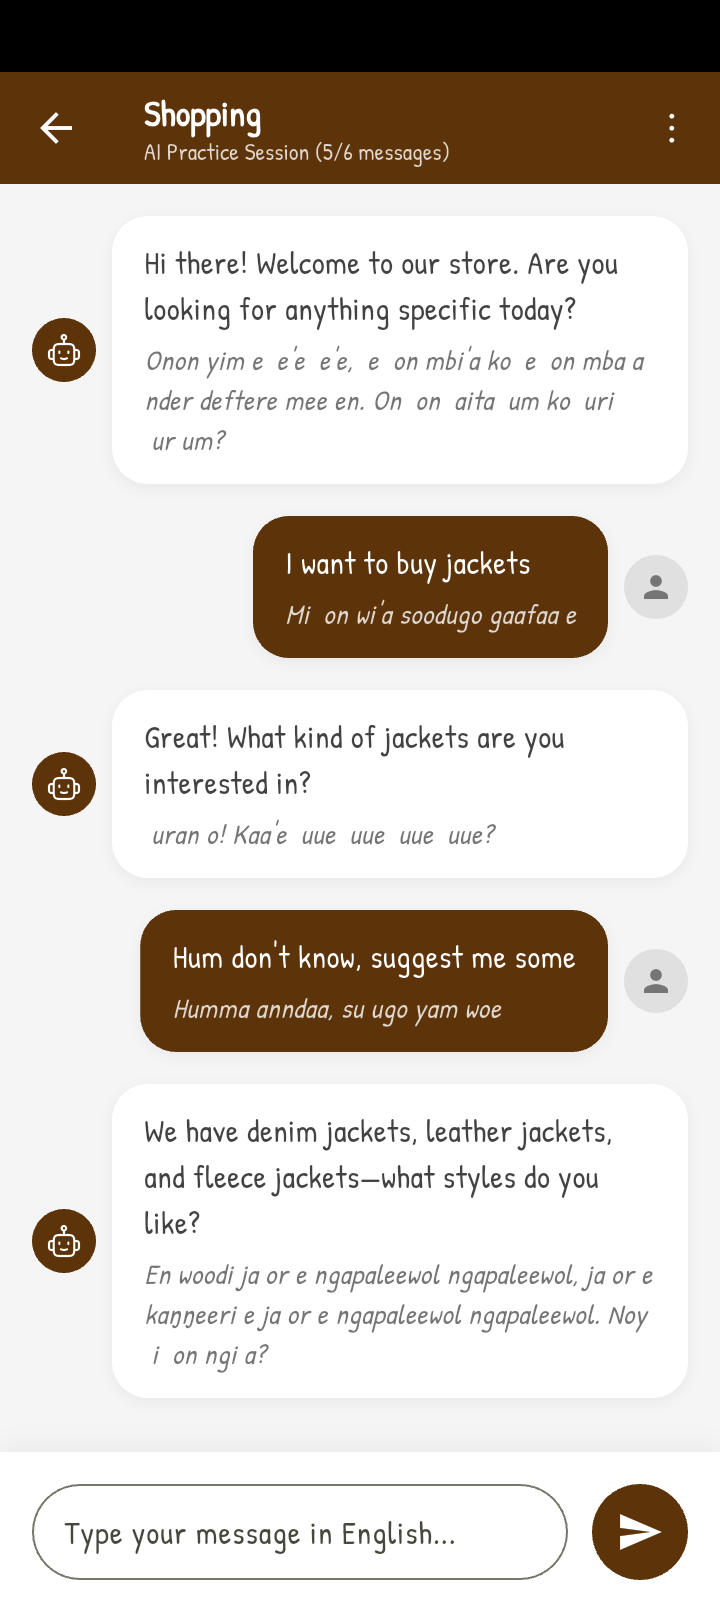 Shopping
AI Practice Session (5/6 messages)
Hi there! Welcome to our store. Are you
looking for anything specific today?
Onon yim e e'e e'e, e on mbi'a ko e on mba a
nder deftere mee en. On on aita um ko uri
ur um?
I want to buy jackets
Mi on wi'a soodugo gaafaa e
Great! What kind of jackets are you
interested in?
uran o! Kaa'e uue uue uue uue?
Hum don't know, suggest me some
Humma anndaa, su ugo yam woe
We have denim jackets, leather jackets,
and fleece jackets—what styles do you
like?
En woodi ja or e ngapaleewol ngapaleewol, ja or e
kaŋŋeeri e ja or e ngapaleewol ngapaleewol. Noy
i on ngi a?
Type your message in English...